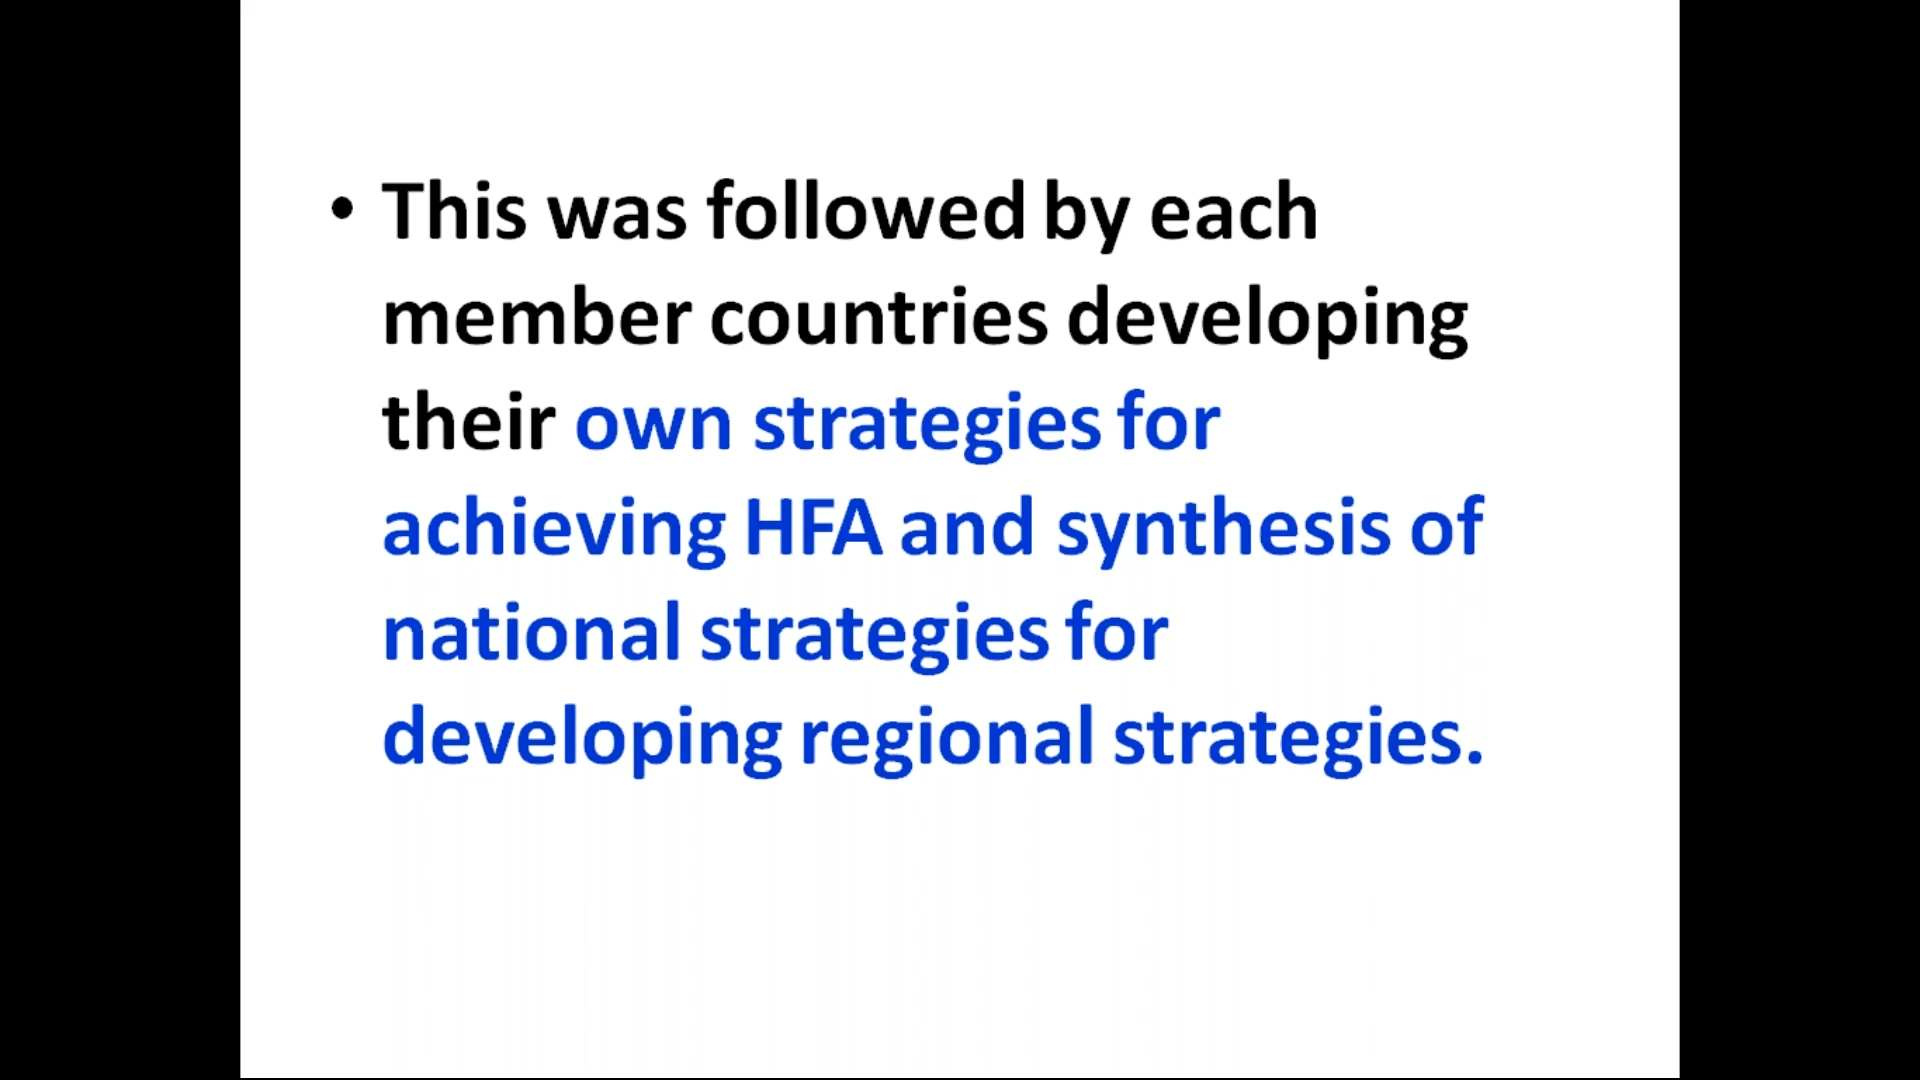 • This was followed by each
member countries developing
their own strategies for
achieving HFA and synthesis of
national strategies for
developing regional strategies.